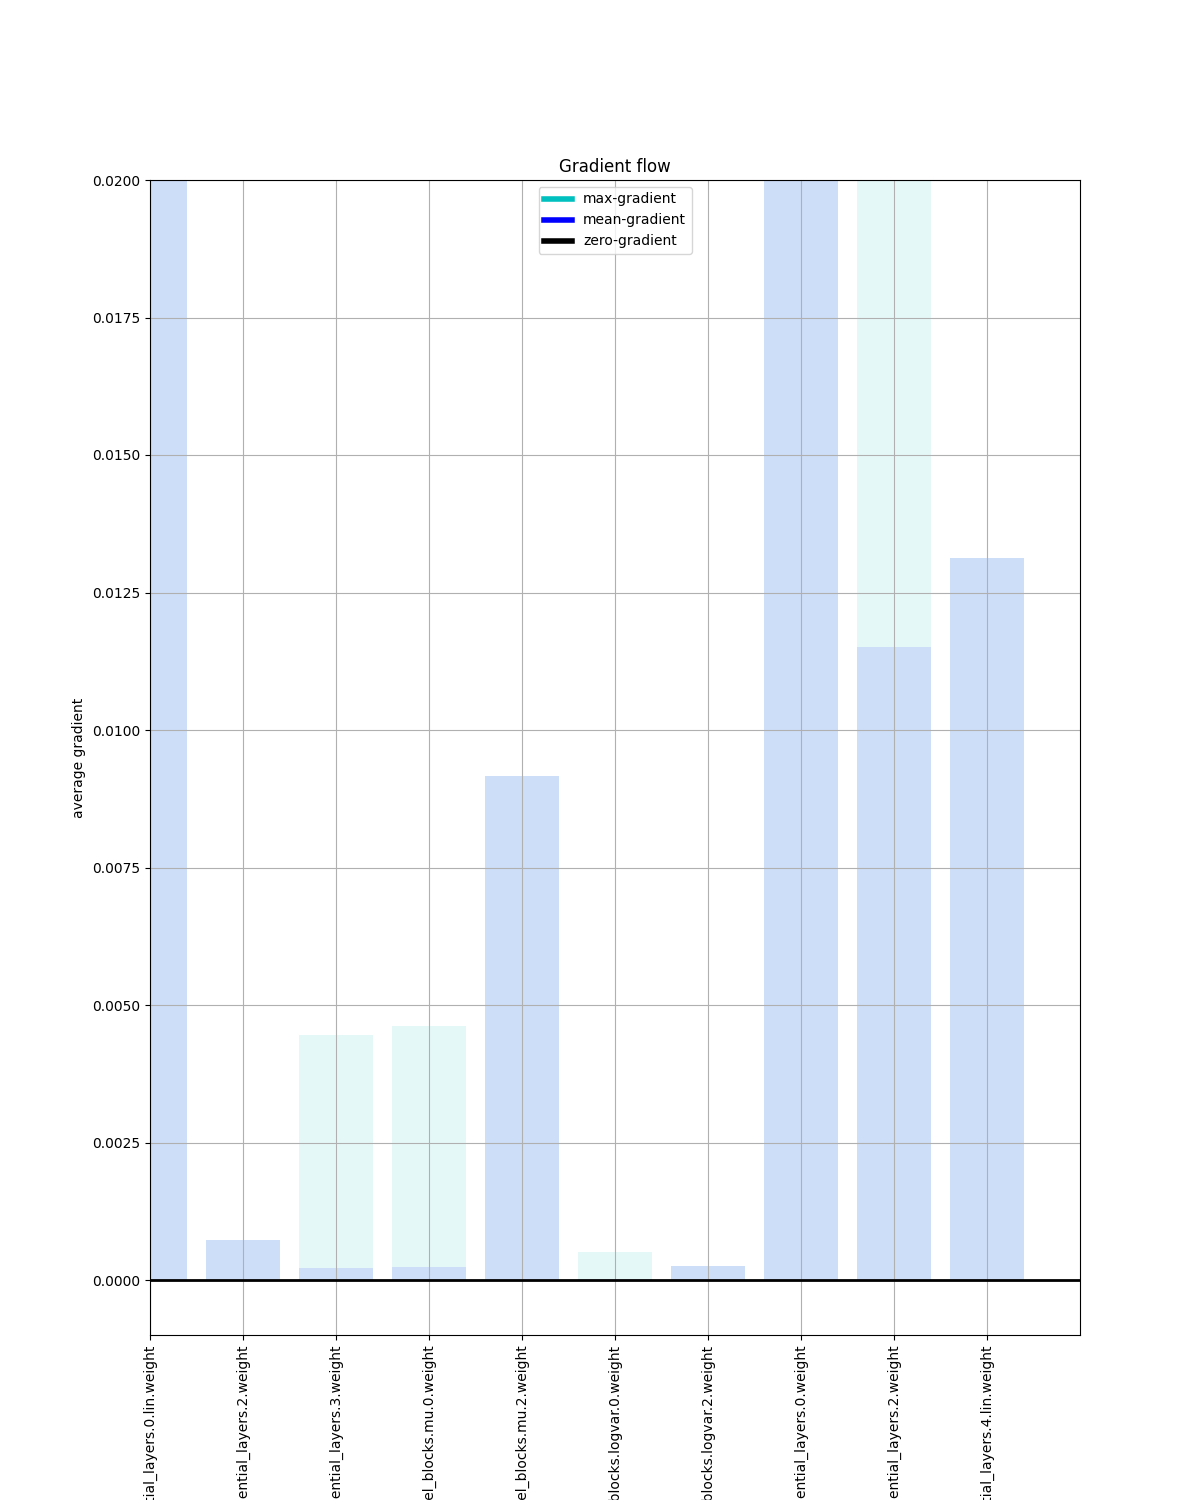 Gradient flow
max-gradient
mean-gradient
zero-gradient
0.0200
0.0175
0.0150
0.0125
0.0100
0.0075
0.0050
0.0025
0.0000
average gradient
tial_layers.0.lin.weight
ential_layers.2.weight
ential_layers.3.weight
el_blocks.mu.0.weight
el_blocks.mu.2.weight
blocks.logvar.0.weight
blocks.logvar.2.weight
ential_layers.0.weight
ential_layers.2.weight
tial_layers.4.lin.weight